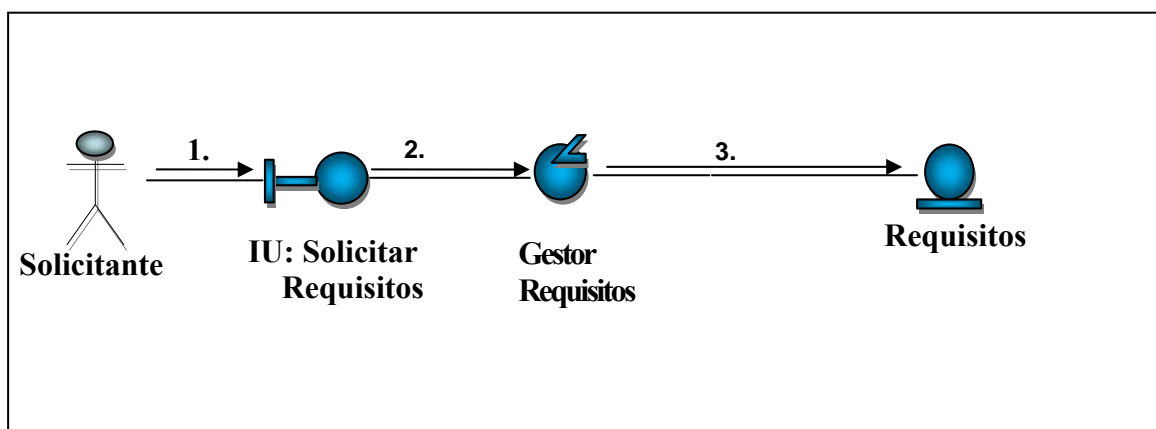 1.
2.
3.
Solicitante
IU: Solicitar
Requisitos
Gestor
Requisitos
Requisitos